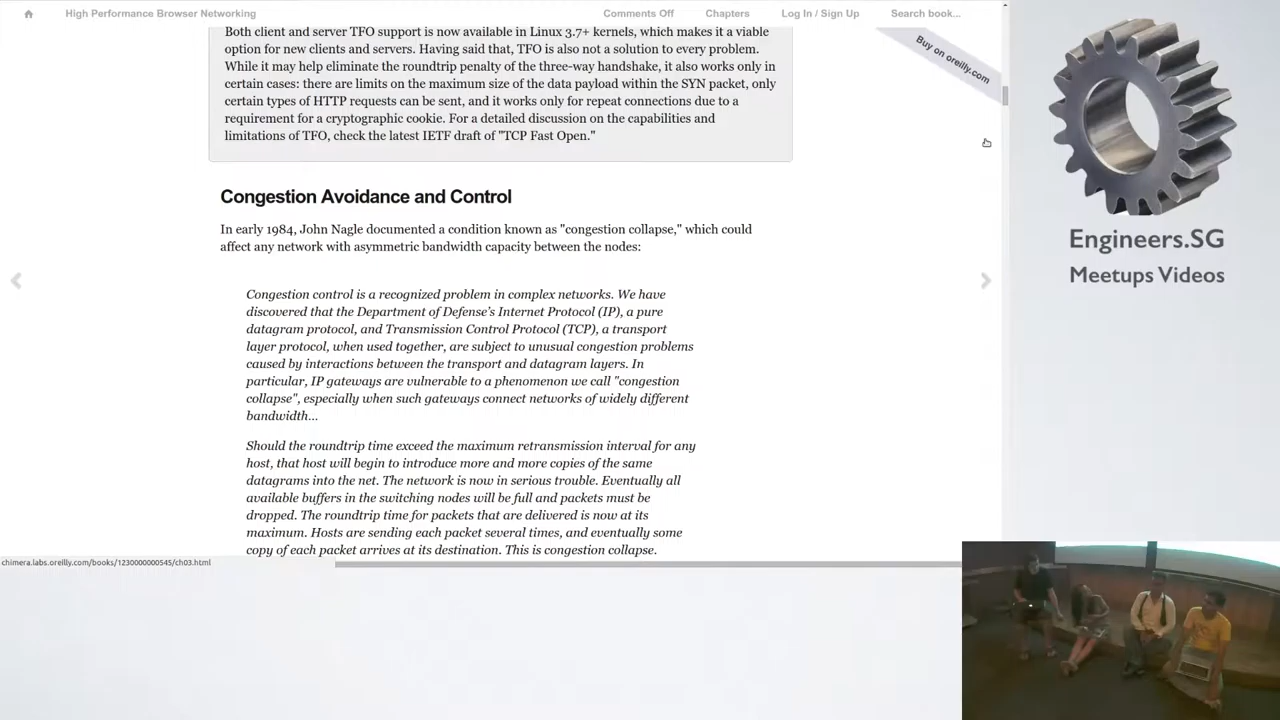 High Performance Browser Networking
Comments Off
Chapters
Log In / Sign Up
Search book...
Both client and server TFO support is now available in Linux 3.7+ kernels, which makes it a viable
option for new clients and servers. Having said that, TFO is also not a solution to every problem.
While it may help eliminate the roundtrip penalty of the three-way handshake, it also works only in
certain cases: there are limits on the maximum size of the data payload within the SYN packet, only
certain types of HTTP requests can be sent, and it works only for repeat connections due to a
requirement for a cryptographic cookie. For a detailed discussion on the capabilities and
limitations of TFO, check the latest IETF draft of "TCP Fast Open."
Buy on oreilly.com
Congestion Avoidance and Control
In early 1984, John Nagle documented a condition known as "congestion collapse," which could
affect any network with asymmetric bandwidth capacity between the nodes:
Congestion control is a recognized problem in complex networks. We have
discovered that the Department of Defense's Internet Protocol (IP), a pure
datagram protocol, and Transmission Control Protocol (TCP), a transport
layer protocol, when used together, are subject to unusual congestion problems
caused by interactions between the transport and datagram layers. In
particular, IP gateways are vulnerable to a phenomenon we call "congestion
collapse", especially when such gateways connect networks of widely different
bandwidth...
Should the roundtrip time exceed the maximum retransmission interval for any
host, that host will begin to introduce more and more copies of the same
datagrams into the net. The network is now in serious trouble. Eventually all
available buffers in the switching nodes will be full and packets must be
dropped. The roundtrip time for packets that are delivered is now at its
maximum. Hosts are sending each packet several times, and eventually some
copy of each packet arrives at its destination. This is congestion collapse.
chimera.labs.oreilly.com/books/1230000000545/ch03.html
Engineers.SG
Meetups Videos